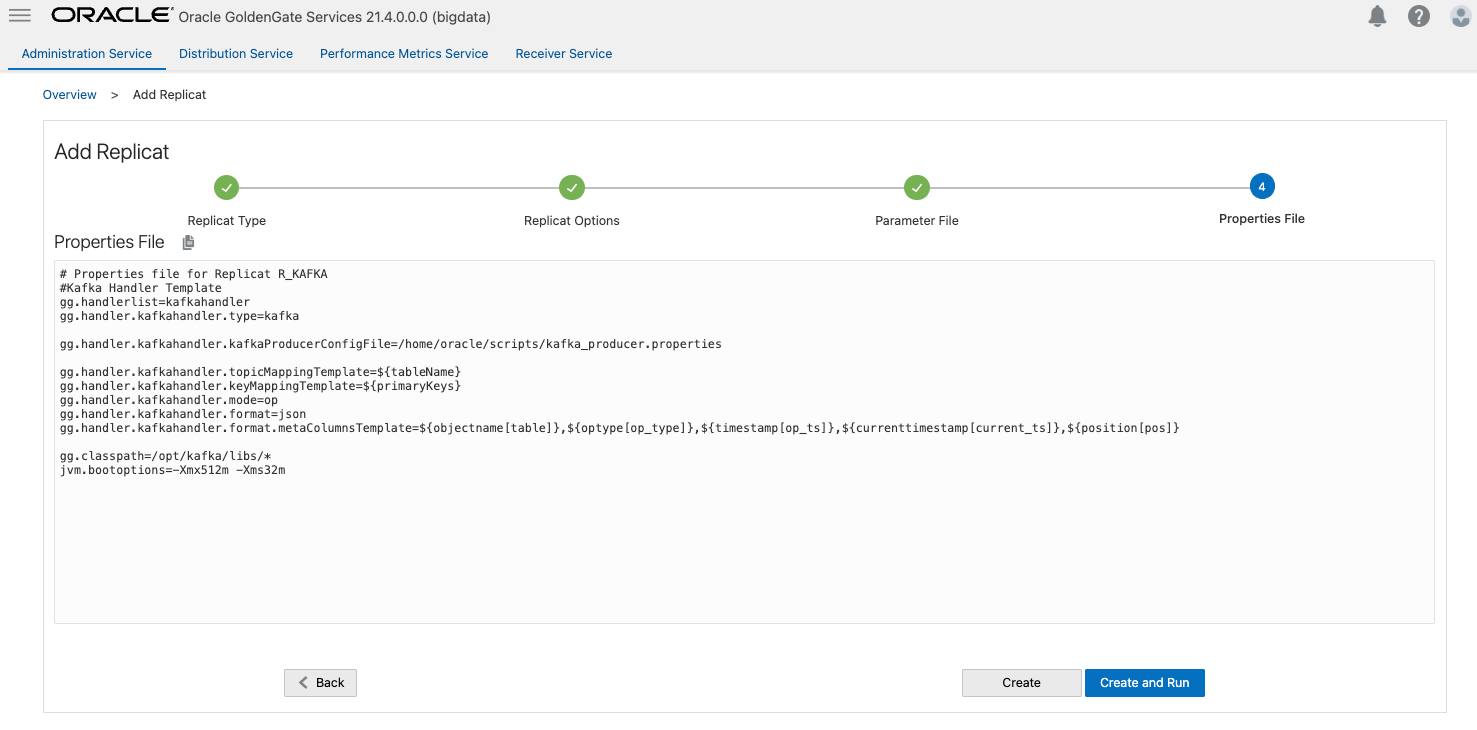 ORACLE® Oracle GoldenGate Services 21.4.0.0.0 (bigdata)
Administration Service Distribution Service Performance Metrics Service Receiver Service
Overview > Add Replicat
Add Replicat
4
Replicat Type Replicat Options Parameter File Properties File
Properties File
# Properties file for Replicat R_KAFKA
#Kafka Handler Template
gg.handlerlist=kafkahandler
gg.handler.kafkahandler.type=kafka
gg.handler.kafkahandler.kafkaProducerConfigFile=/home/oracle/scripts/kafka_producer.properties
gg.handler.kafkahandler.topicMappingTemplate=${tableName}
gg.handler.kafkahandler.keyMappingTemplate=${primaryKeys}
gg.handler.kafkahandler.mode=op
gg.handler.kafkahandler.format=json
gg.handler.kafkahandler.format.metaColumnsTemplate=${objectname[table]},${optype[op_type]},${timestamp[op_ts]},${currenttimestamp[current_ts]},${position[pos]}
gg.classpath=/opt/kafka/libs/*
jvm.bootoptions=-Xmx512m -Xms32m
Back Create Create and Run